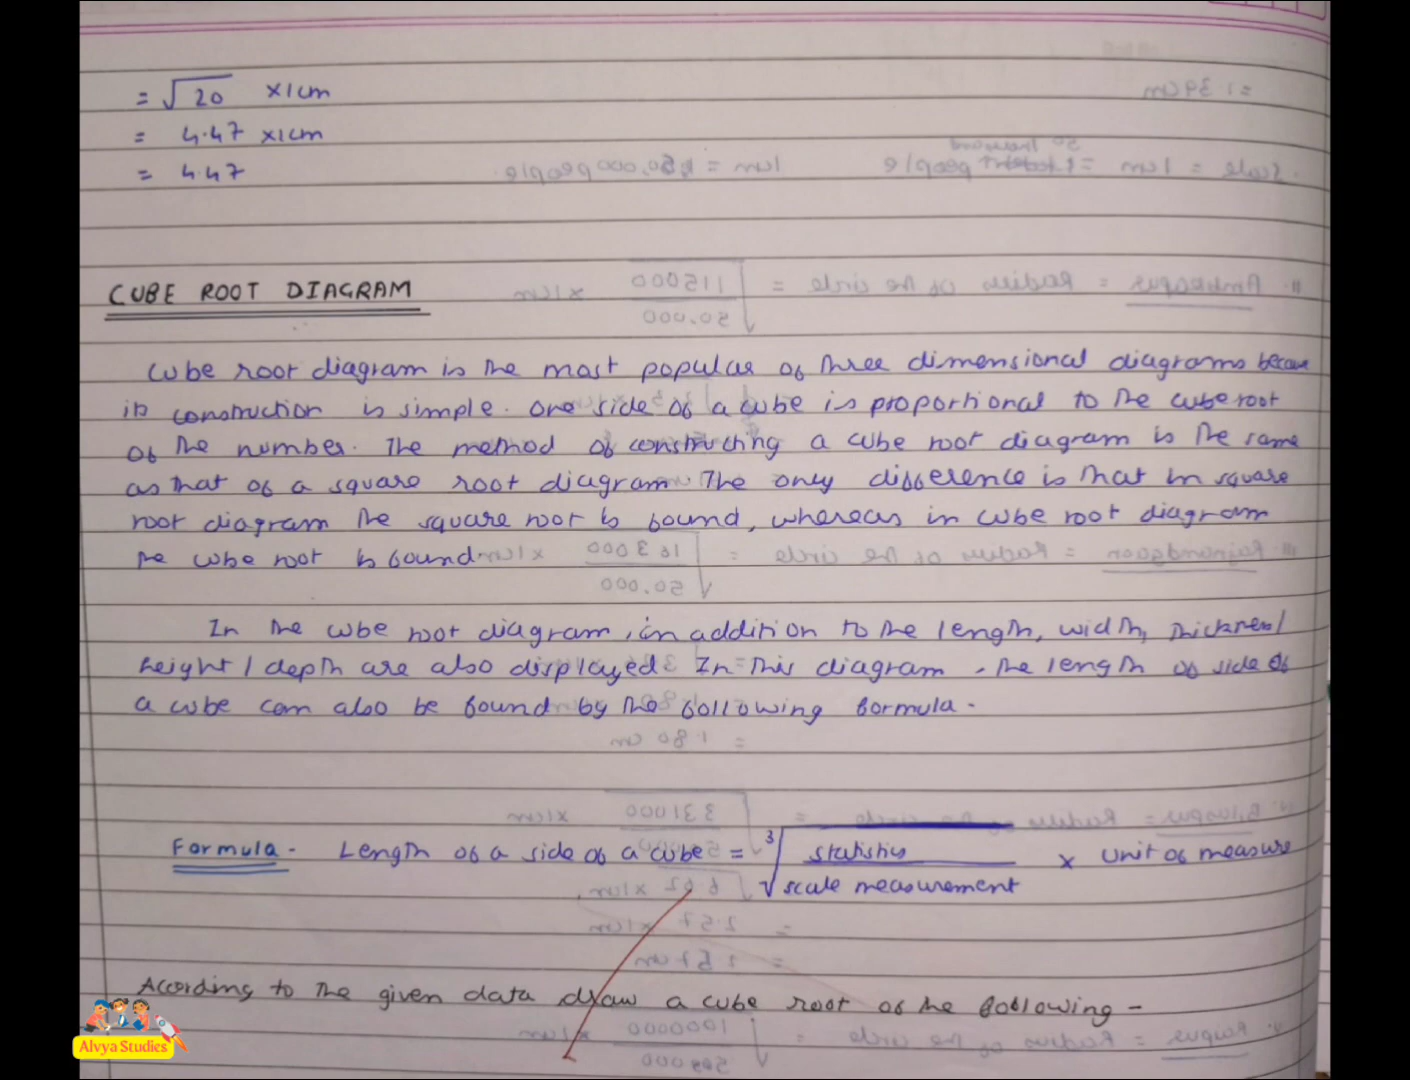 = √20 ×1cm
= 4.47 ×1cm
= 4.47
CUBE ROOT DIAGRAM
Cube root diagram is the most popular of three dimensional diagrams because
its construction is simple. One side of a cube is proportional to the cube root
of the number. The method of constructing a cube root diagram is the same
as that of a square root diagram The only difference is that in square
root diagram the square root is found, whereas in cube root diagram
the cube root is found
In the cube root diagram, in addition to the length, width, thickness/
height / depth are also displayed In this diagram, the length of side of
a cube can also be found by the following formula.
Formula - Length of a side of a cube = ∛ statistics / scale measurement × unit of measure
According to the given data draw a cube root of the following -
Alvya Studies